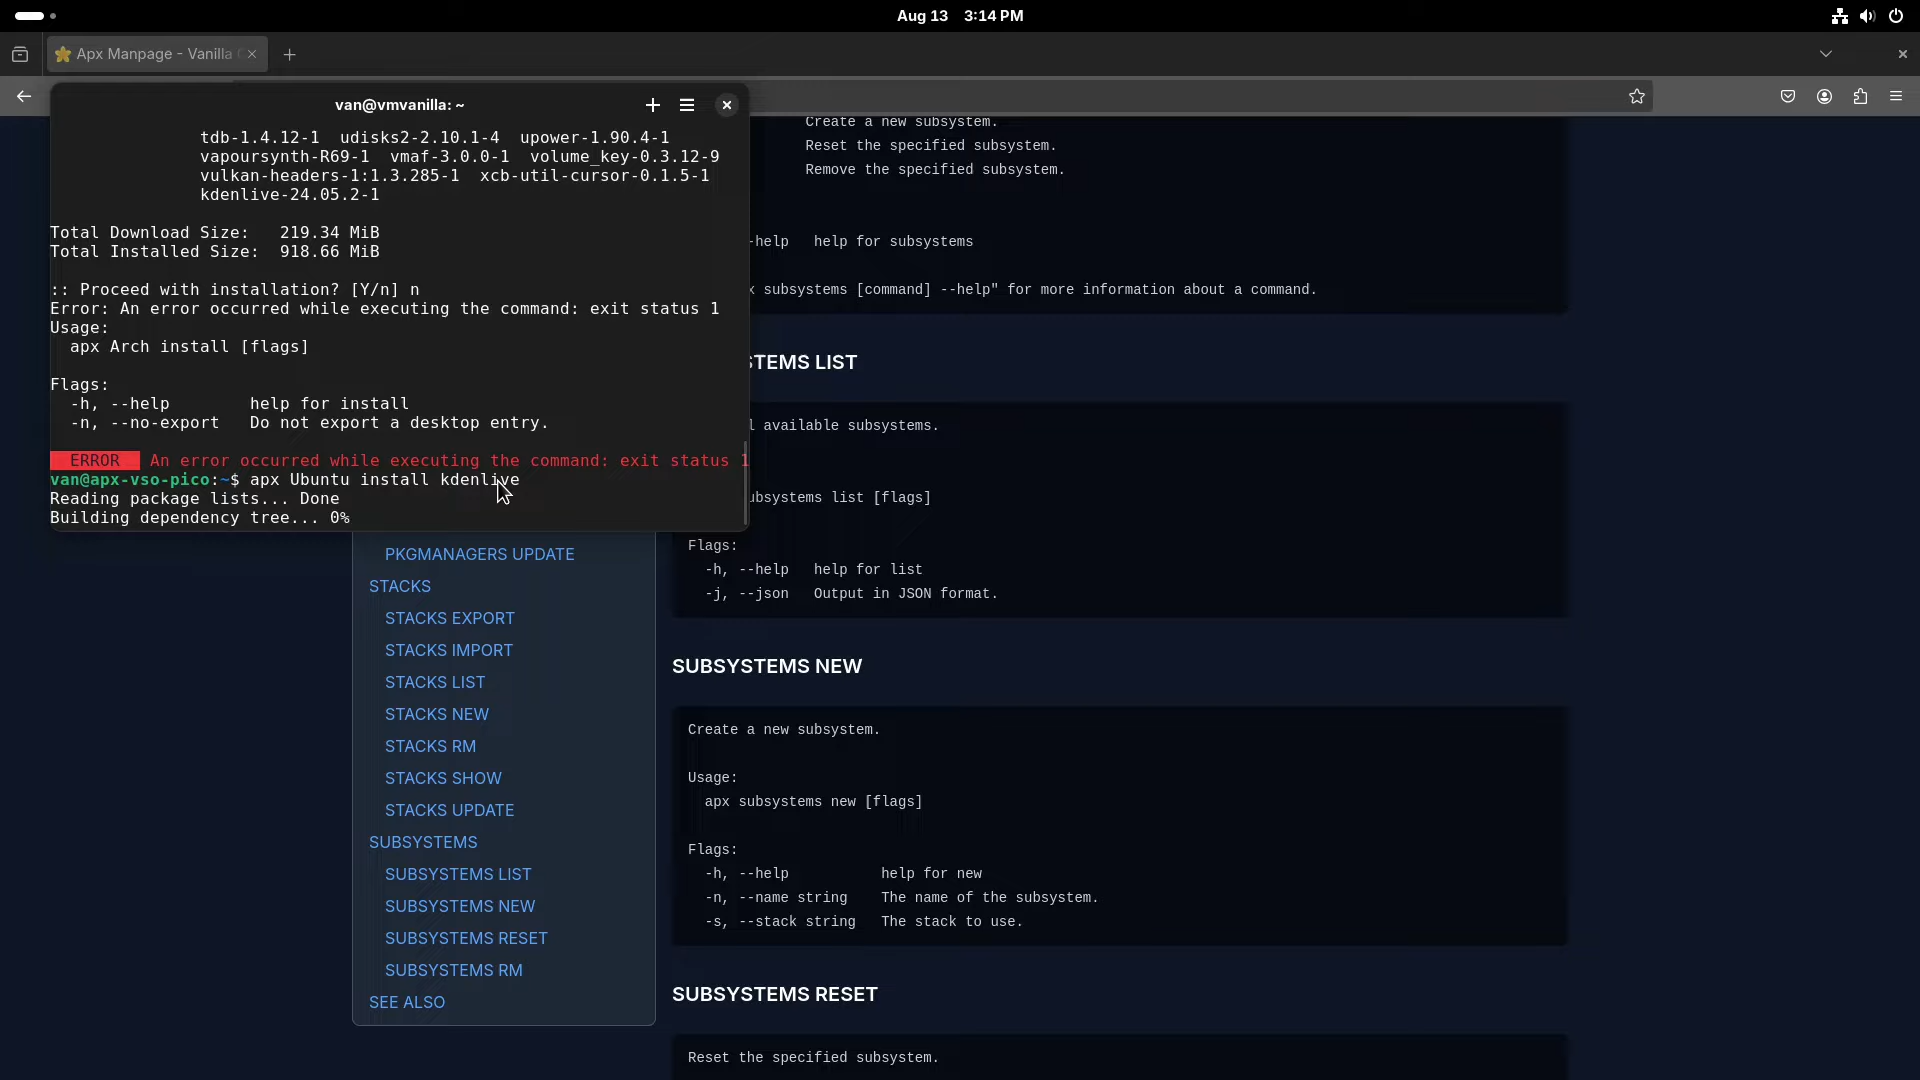 Aug 13 3:14 PM
Apx Manpage - Vanilla
van@vmvanilla: ~
tdb-1.4.12-1 udisks2-2.10.1-4 upower-1.90.4-1
vapoursynth-R69-1 vmaf-3.0.0-1 volume_key-0.3.12-9
vulkan-headers-1:1.3.285-1 xcb-util-cursor-0.1.5-1
kdenlive-24.05.2-1
Total Download Size: 219.34 MiB
Total Installed Size: 918.66 MiB
:: Proceed with installation? [Y/n] n
Error: An error occurred while executing the command: exit status 1
Usage:
apx Arch install [flags]
Flags:
-h, --help help for install
-n, --no-export Do not export a desktop entry.
ERROR An error occurred while executing the command: exit status 1
van@apx-vso-pico:~$ apx Ubuntu install kdenlive
Reading package lists... Done
Building dependency tree... 0%
PKGMANAGERS UPDATE
STACKS
STACKS EXPORT
STACKS IMPORT
STACKS LIST
STACKS NEW
STACKS RM
STACKS SHOW
STACKS UPDATE
SUBSYSTEMS
SUBSYSTEMS LIST
SUBSYSTEMS NEW
SUBSYSTEMS RESET
SUBSYSTEMS RM
SEE ALSO
Create a new subsystem.
Reset the specified subsystem.
Remove the specified subsystem.
-help help for subsystems
subsystems [command] --help" for more information about a command.
STEMS LIST
available subsystems.
ubsystems list [flags]
Flags:
-h, --help help for list
-j, --json Output in JSON format.
SUBSYSTEMS NEW
Create a new subsystem.
Usage:
apx subsystems new [flags]
Flags:
-h, --help help for new
-n, --name string The name of the subsystem.
-s, --stack string The stack to use.
SUBSYSTEMS RESET
Reset the specified subsystem.